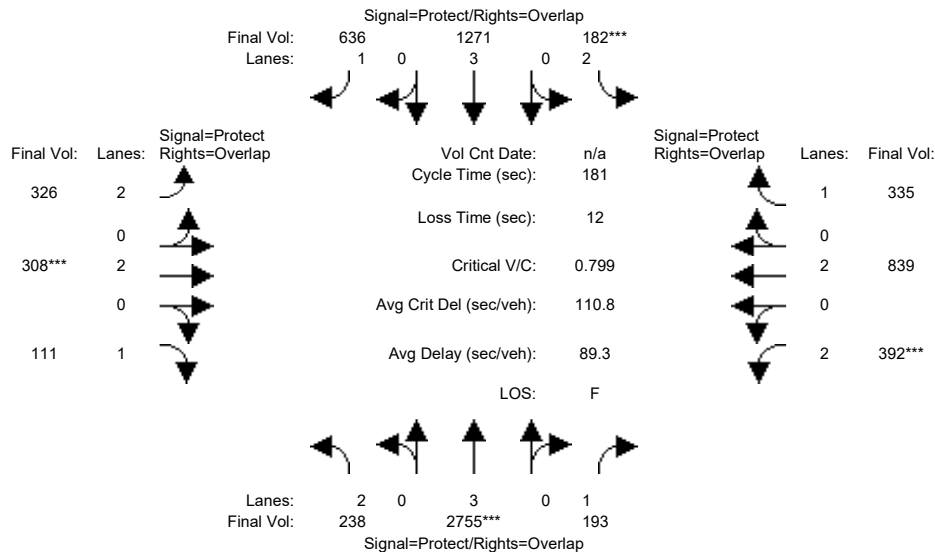 Signal=Protect/Rights=Overlap
Final Vol: 636 1271 182***
Lanes: 1 0 3 0 2
Signal=Protect
Final Vol: Lanes: Rights=Overlap
Vol Cnt Date: n/a
Signal=Protect
Rights=Overlap Lanes: Final Vol:
Cycle Time (sec): 181
326 2
1 335
Loss Time (sec): 12
0
0
308*** 2
Critical V/C: 0.799
2 839
0
Avg Crit Del (sec/veh): 110.8
0
111 1
Avg Delay (sec/veh): 89.3
2 392***
LOS: F
Lanes: 2 0 3 0 1
Final Vol: 238 2755*** 193
Signal=Protect/Rights=Overlap